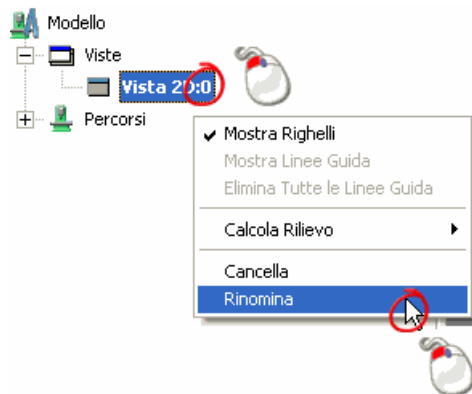 Modello
Viste
Vista 2D:0
Percorsi
Mostra Righelli
Mostra Linee Guida
Elimina Tutte le Linee Guida
Calcola Rilievo
Cancella
Rinomina